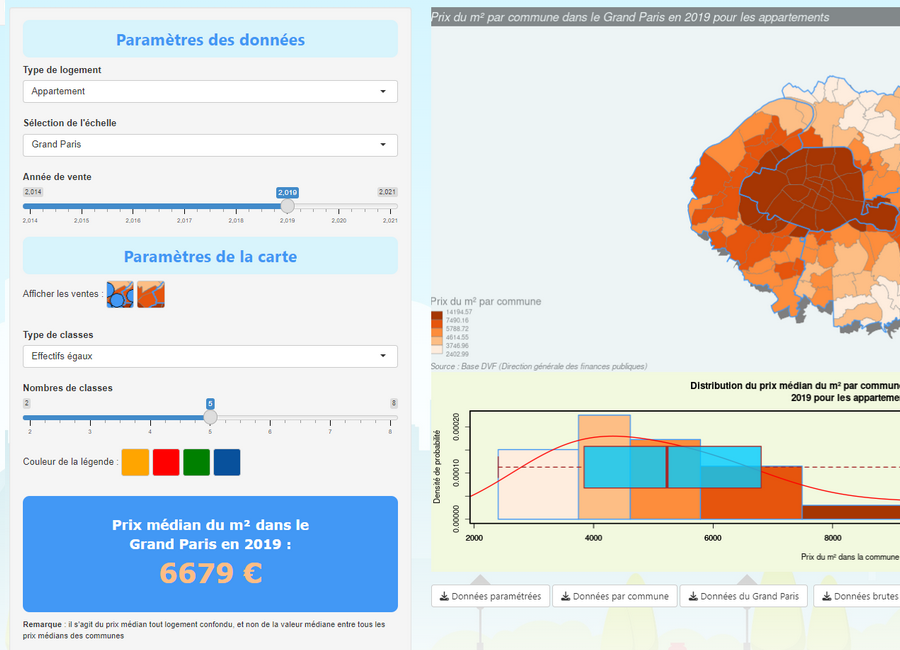 Paramètres des données
Type de logement
Appartement
Sélection de l'échelle
Grand Paris
Année de vente
2,014 2,019 2,021
2,014 2,015 2,016 2,017 2,018 2,019 2,020 2,021
Paramètres de la carte
Afficher les ventes :
Type de classes
Effectifs égaux
Nombres de classes
2 5 8
2 3 4 5 6 7 8
Couleur de la légende :
Prix médian du m² dans le
Grand Paris en 2019 :
6679 €
Remarque : il s'agit du prix médian tout logement confondu, et non de la valeur médiane entre tous les
prix médians des communes
Prix du m² par commune dans le Grand Paris en 2019 pour les appartements
Prix du m² par commune
14194.57
7490.16
5788.72
4614.55
3746.96
2402.99
Source : Base DVF (Direction générale des finances publiques)
Distribution du prix médian du m² par commun
2019 pour les apparteme
Densité de probabilité
0.00020
0.00010
0.00000
2000 4000 6000 8000
Prix du m² dans la commune
Données paramétrées
Données par commune
Données du Grand Paris
Données brutes